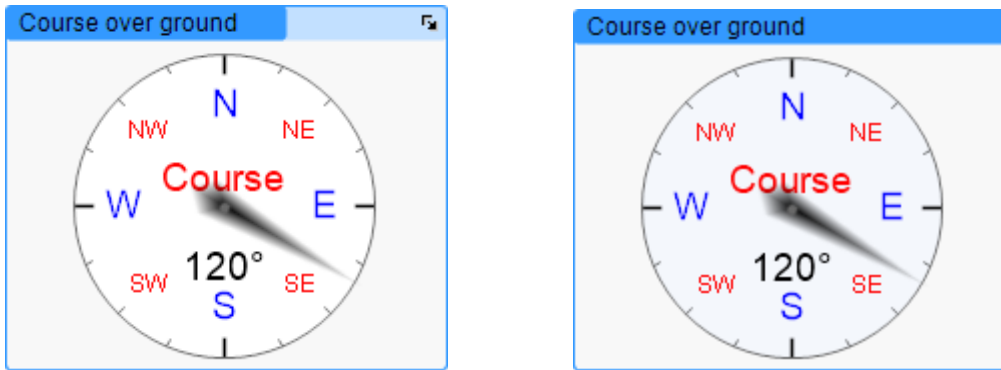 Course over ground
N
NW NE
Course
W E
120°
SW SE
S
Course over ground
N
NW NE
Course
W E
120°
SW SE
S